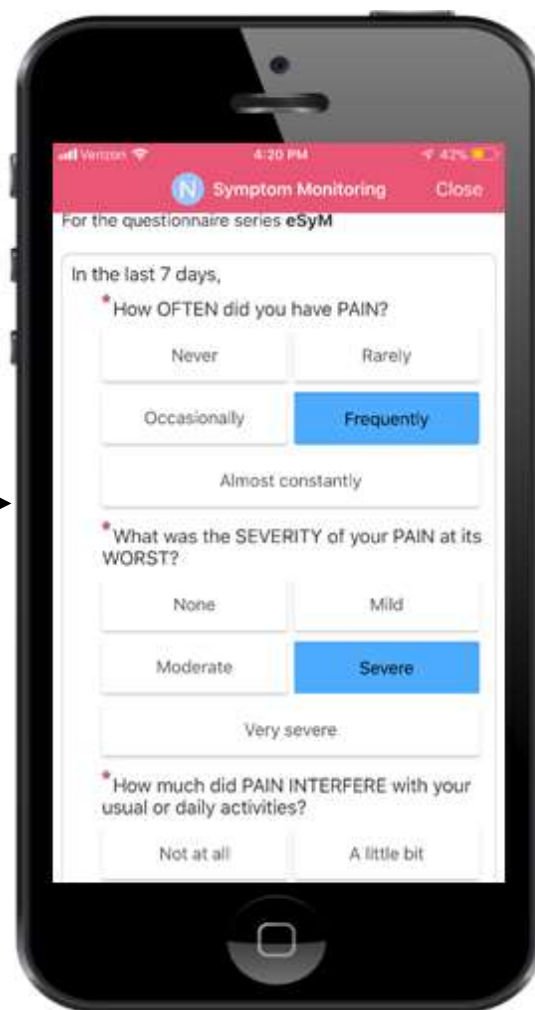 Verizon 4:20 PM 42%
N Symptom Monitoring Close
For the questionnaire series eSyM
In the last 7 days,
*How OFTEN did you have PAIN?
Never Rarely
Occasionally Frequently
Almost constantly
*What was the SEVERITY of your PAIN at its
WORST?
None Mild
Moderate Severe
Very severe
*How much did PAIN INTERFERE with your
usual or daily activities?
Not at all A little bit